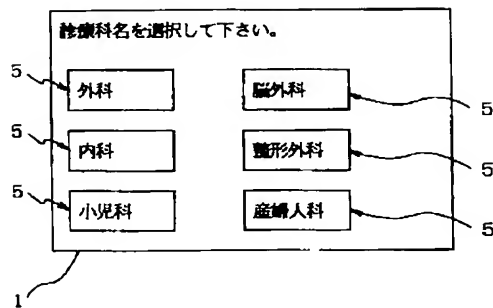 診療科名を選択して下さい。
5 外科 脳外科 5
5 内科 整形外科 5
5 小児科 産婦人科 5
1